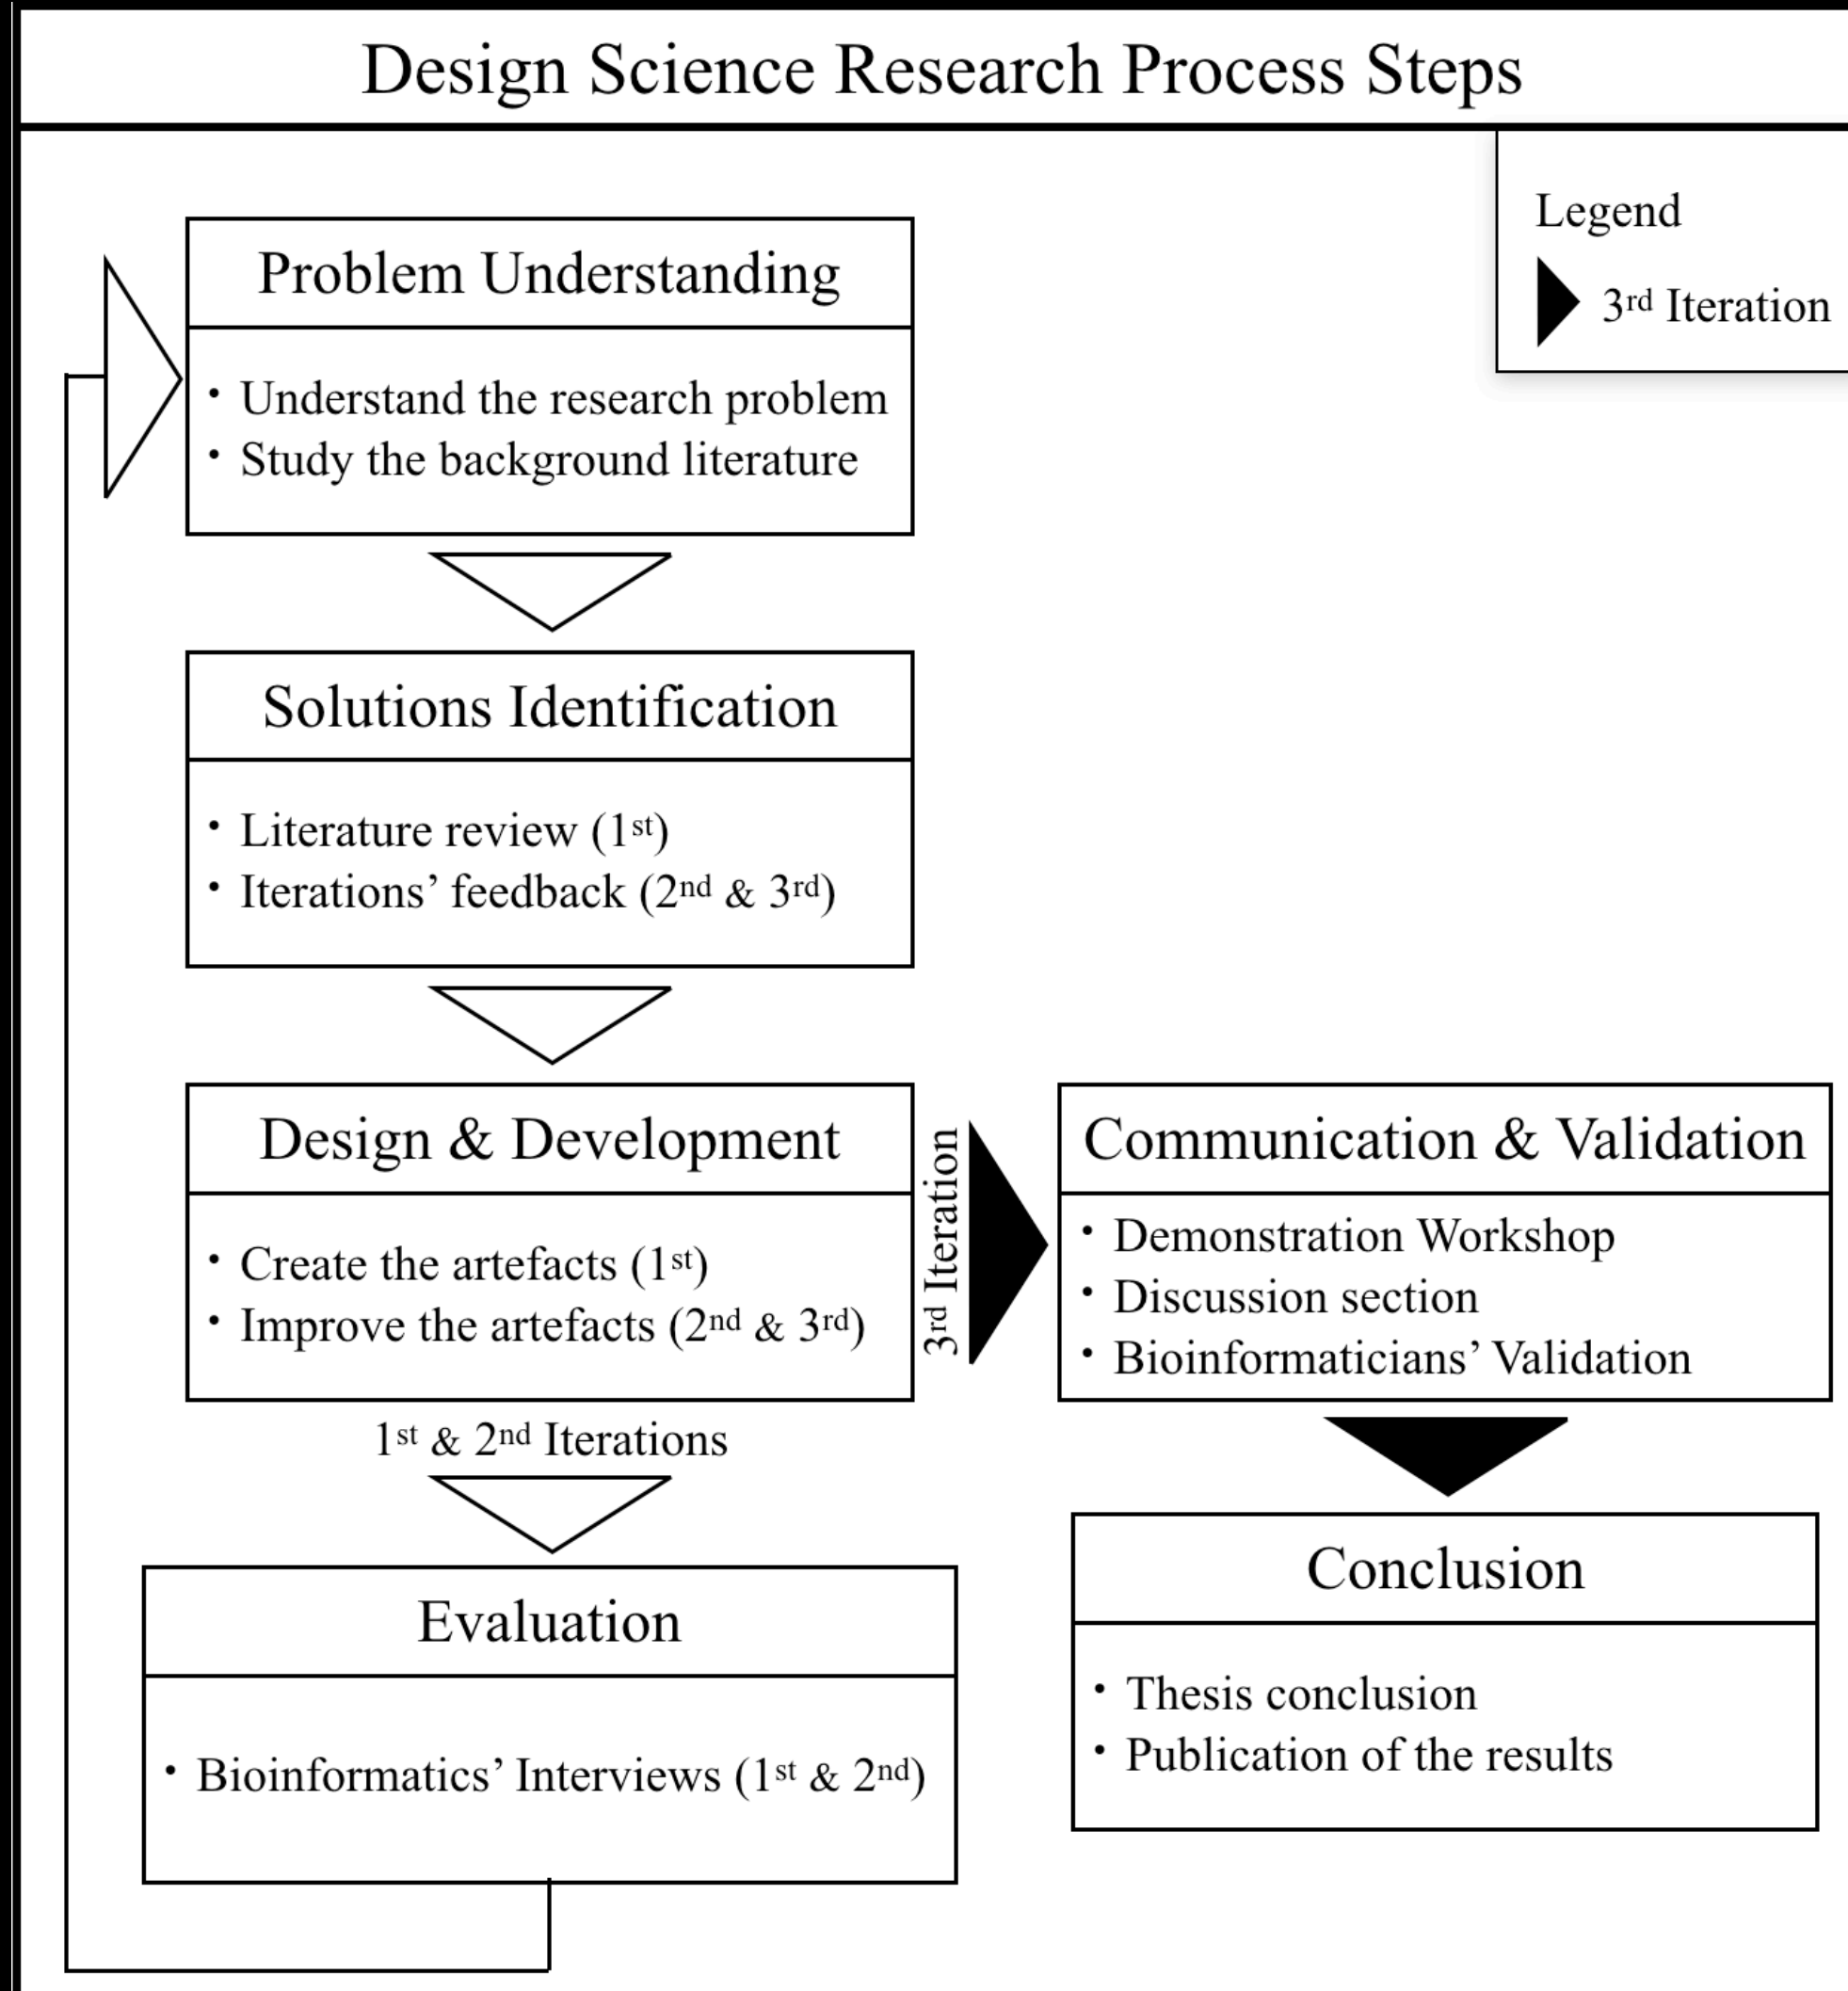 Design Science Research Process Steps
Legend
3rd Iteration
Problem Understanding
• Understand the research problem
• Study the background literature
Solutions Identification
• Literature review (1st)
• Iterations’ feedback (2nd & 3rd)
Design & Development
• Create the artefacts (1st)
• Improve the artefacts (2nd & 3rd)
3rd Iteration
Communication & Validation
• Demonstration Workshop
• Discussion section
• Bioinformaticians’ Validation
1st & 2nd Iterations
Evaluation
• Bioinformatics’ Interviews (1st & 2nd)
Conclusion
• Thesis conclusion
• Publication of the results